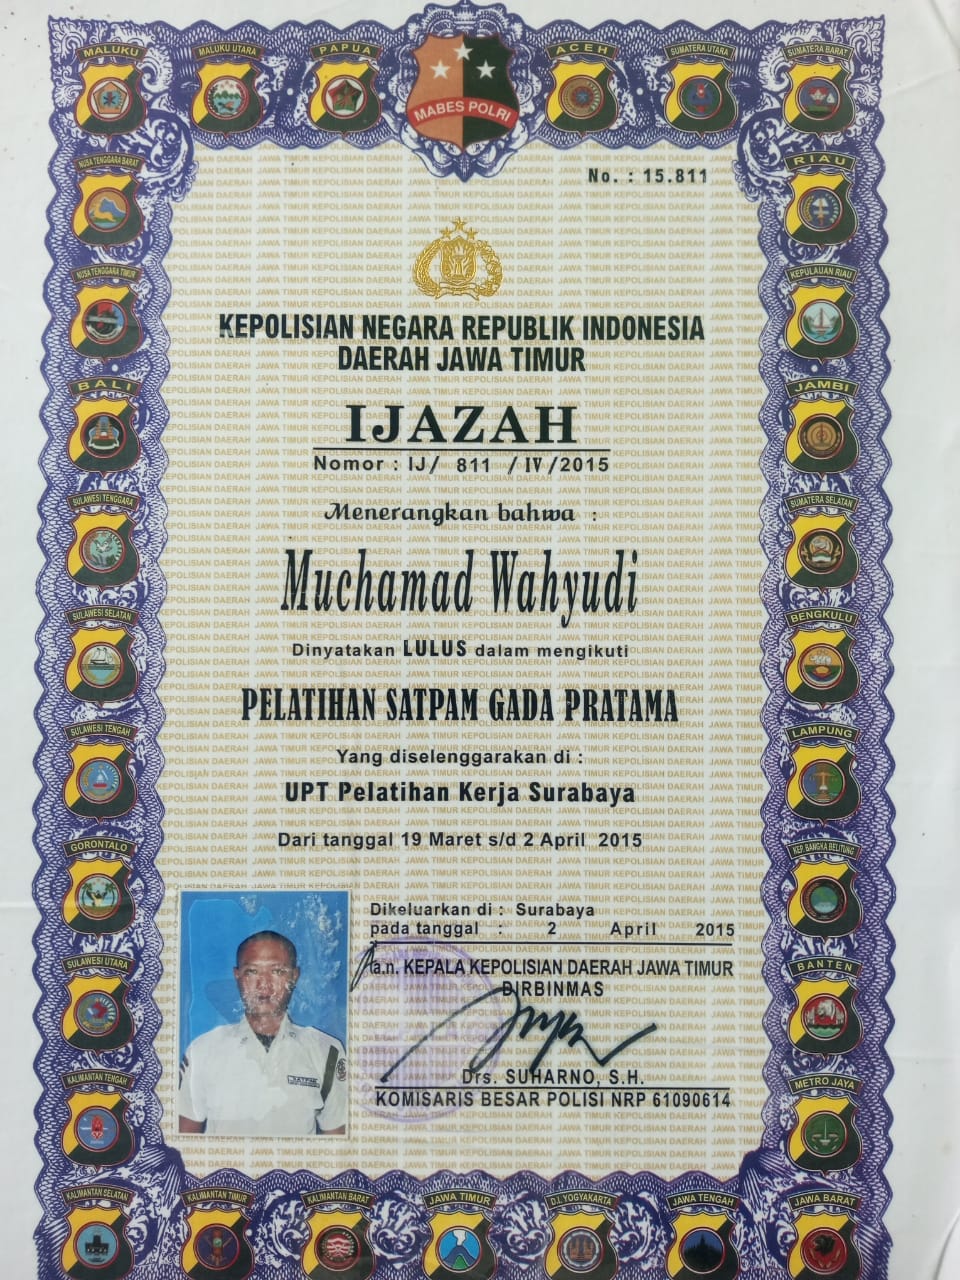 MALUKU
MALUKU UTARA
PAPUA
MABES POLRI
ACEH
SUMATERA UTARA
SUMATERA BARAT
NUSA TENGGARA BARAT
RIAU
No. : 15.811
NUSA TENGGARA TIMUR
KEPULAUAN RIAU
KEPOLISIAN NEGARA REPUBLIK INDONESIA
DAERAH JAWA TIMUR
BALI
JAMBI
IJAZAH
Nomor : IJ/ 811 / IV / 2015
SULAWESI TENGGARA
SUMATERA SELATAN
Menerangkan bahwa :
Muchamad Wahyudi
SULAWESI SELATAN
BENGKULU
Dinyatakan LULUS dalam mengikuti
PELATIHAN SATPAM GADA PRATAMA
SULAWESI TENGAH
LAMPUNG
Yang diselenggarakan di :
UPT Pelatihan Kerja Surabaya
Dari tanggal 19 Maret s/d 2 April 2015
GORONTALO
KEP. BANGKA BELITUNG
Dikeluarkan di : Surabaya
pada tanggal : 2 April 2015
SULAWESI UTARA
BANTEN
a.n. KEPALA KEPOLISIAN DAERAH JAWA TIMUR
DIRBINMAS
SATPAM
Drs. SUHARNO, S.H.
KOMISARIS BESAR POLISI NRP 61090614
KALIMANTAN TENGAH
METRO JAYA
KALIMANTAN SELATAN
KALIMANTAN TIMUR
KALIMANTAN BARAT
JAWA TIMUR
D.I. YOGYAKARTA
JAWA TENGAH
JAWA BARAT